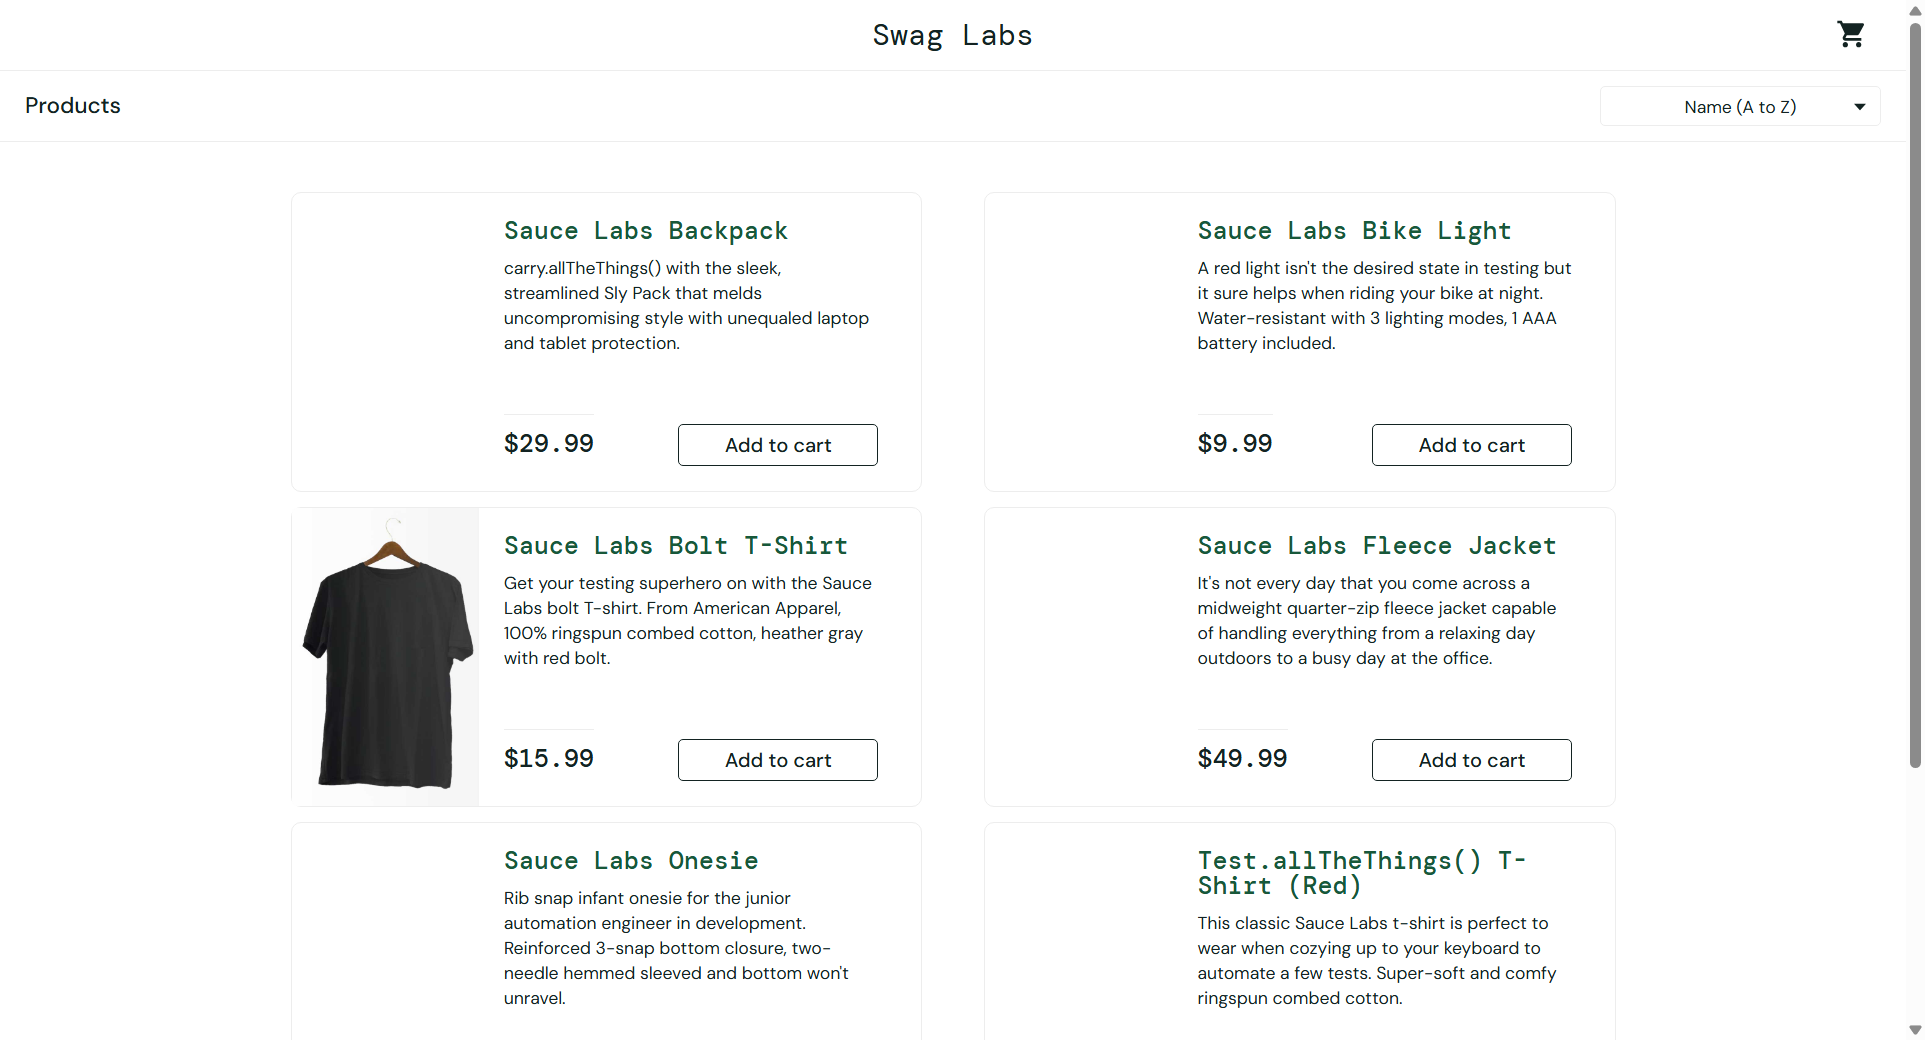 Swag Labs
Products
Name (A to Z)
Sauce Labs Backpack
carry.allTheThings() with the sleek,
streamlined Sly Pack that melds
uncompromising style with unequaled laptop
and tablet protection.
$29.99
Add to cart
Sauce Labs Bike Light
A red light isn't the desired state in testing but
it sure helps when riding your bike at night.
Water-resistant with 3 lighting modes, 1 AAA
battery included.
$9.99
Add to cart
Sauce Labs Bolt T-Shirt
Get your testing superhero on with the Sauce
Labs bolt T-shirt. From American Apparel,
100% ringspun combed cotton, heather gray
with red bolt.
$15.99
Add to cart
Sauce Labs Fleece Jacket
It's not every day that you come across a
midweight quarter-zip fleece jacket capable
of handling everything from a relaxing day
outdoors to a busy day at the office.
$49.99
Add to cart
Sauce Labs Onesie
Rib snap infant onesie for the junior
automation engineer in development.
Reinforced 3-snap bottom closure, two-
needle hemmed sleeved and bottom won't
unravel.
Test.allTheThings() T-
Shirt (Red)
This classic Sauce Labs t-shirt is perfect to
wear when cozying up to your keyboard to
automate a few tests. Super-soft and comfy
ringspun combed cotton.